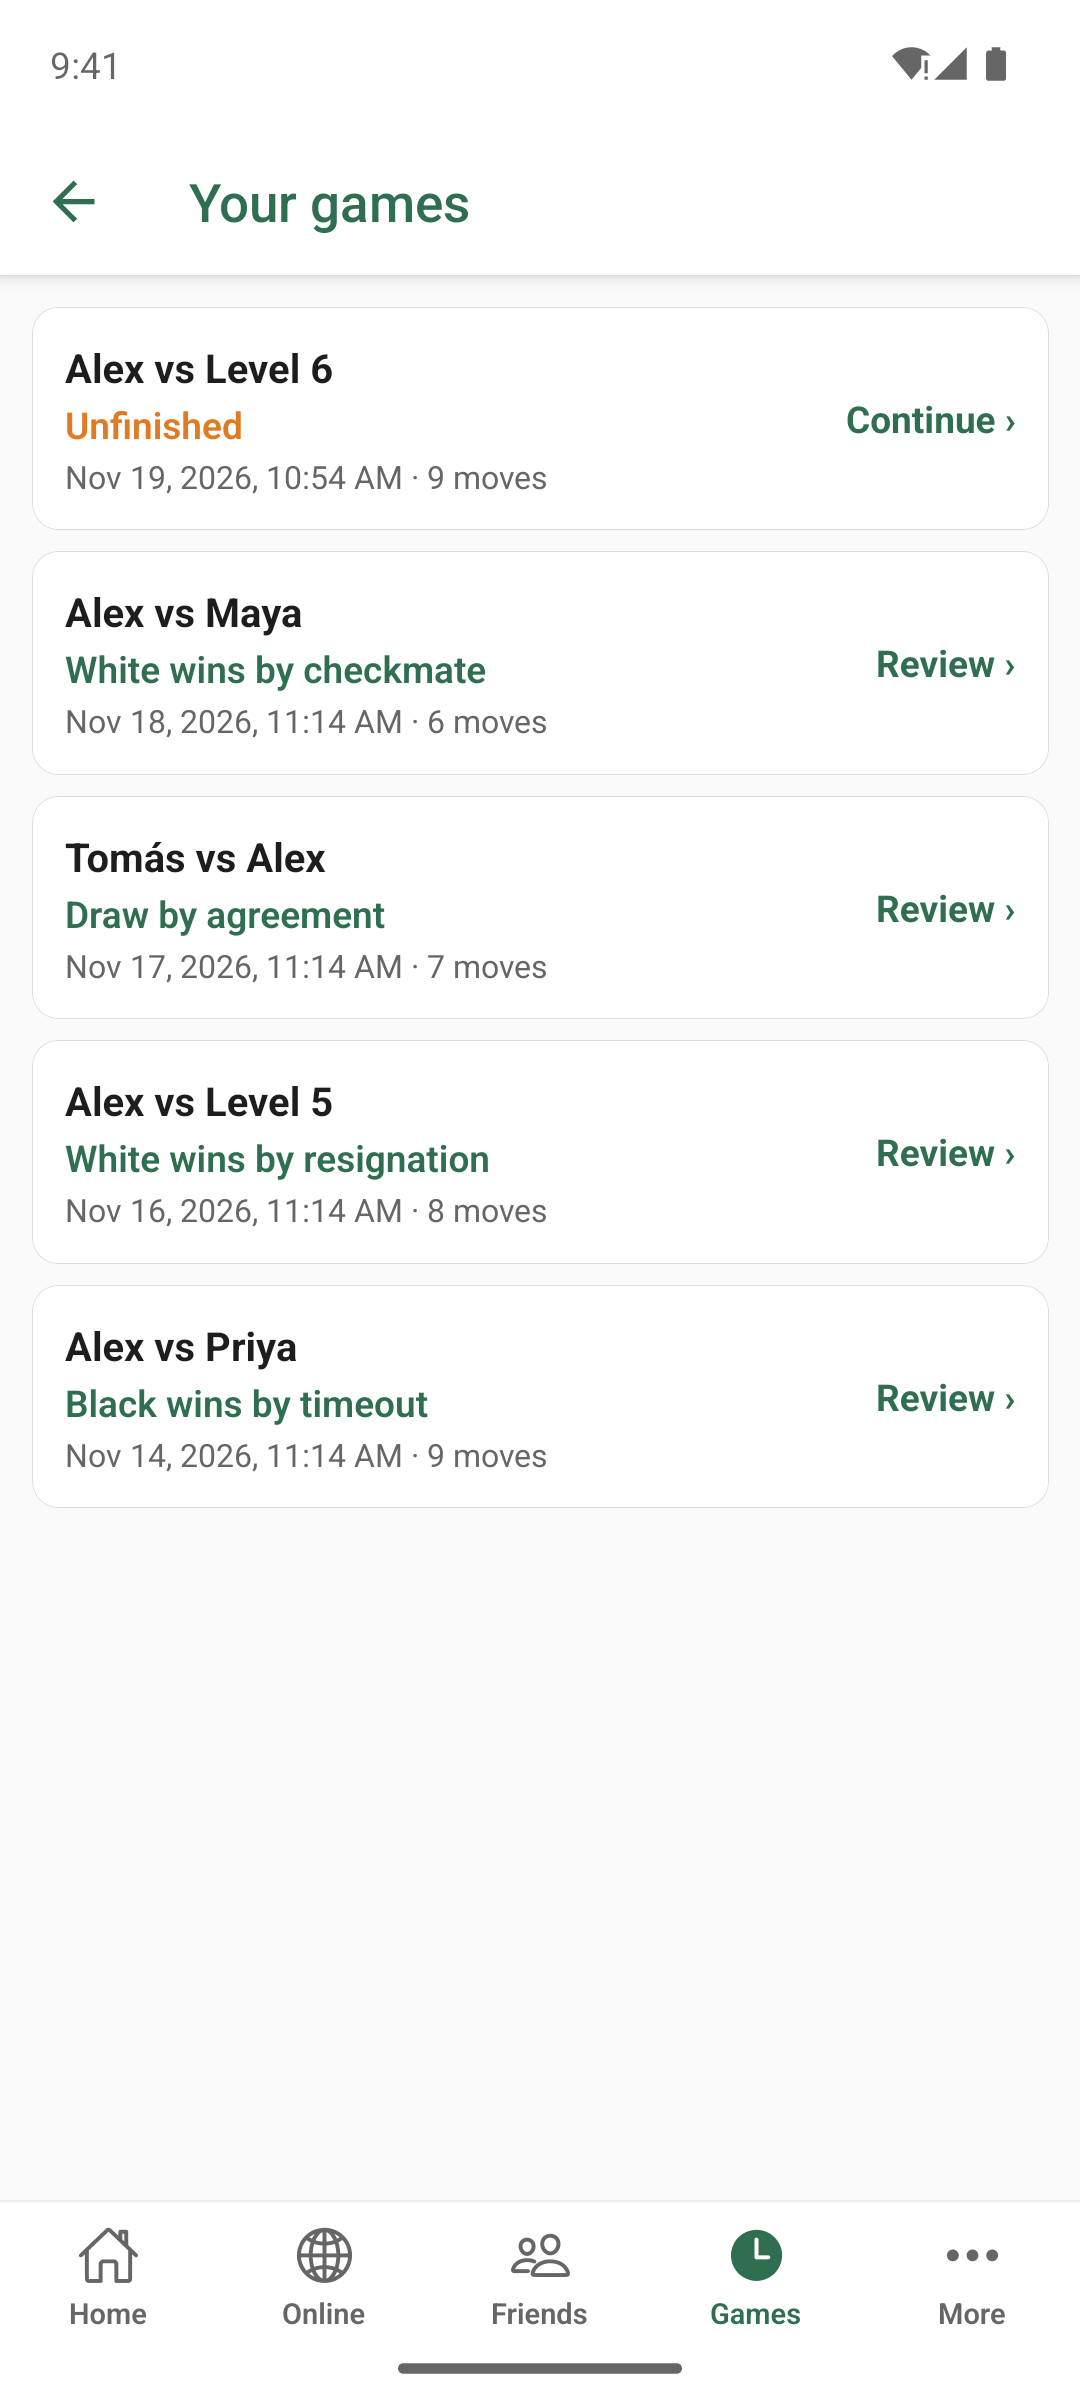 9:41
Your games
Alex vs Level 6
Unfinished
Nov 19, 2026, 10:54 AM · 9 moves
Continue ›
Alex vs Maya
White wins by checkmate
Nov 18, 2026, 11:14 AM · 6 moves
Review ›
Tomás vs Alex
Draw by agreement
Nov 17, 2026, 11:14 AM · 7 moves
Review ›
Alex vs Level 5
White wins by resignation
Nov 16, 2026, 11:14 AM · 8 moves
Review ›
Alex vs Priya
Black wins by timeout
Nov 14, 2026, 11:14 AM · 9 moves
Review ›
Home
Online
Friends
Games
More